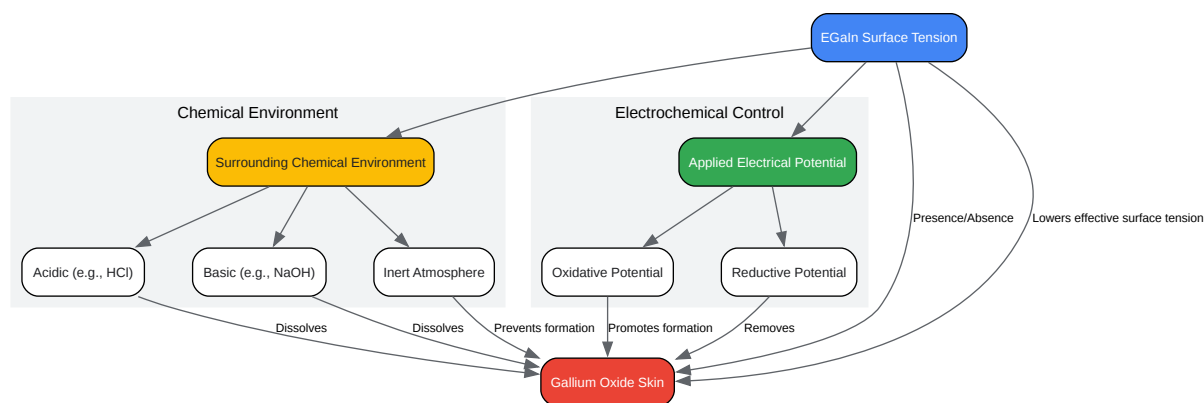 EGaIn Surface Tension
Chemical Environment
Electrochemical Control
Surrounding Chemical Environment
Applied Electrical Potential
Presence/Absence
Lowers effective surface tension
Acidic (e.g., HCl)
Basic (e.g., NaOH)
Inert Atmosphere
Oxidative Potential
Reductive Potential
Dissolves
Dissolves
Prevents formation
Promotes formation
Removes
Gallium Oxide Skin